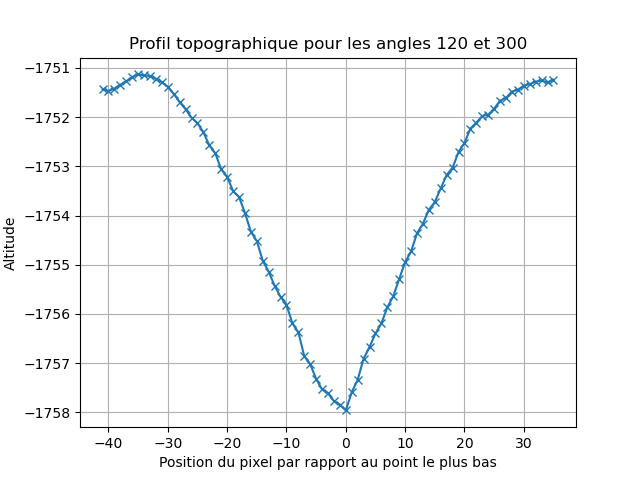 Profil topographique pour les angles 120 et 300
−1751
−1752
−1753
−1754
−1755
−1756
−1757
−1758
Altitude
−40 −30 −20 −10 0 10 20 30
Position du pixel par rapport au point le plus bas